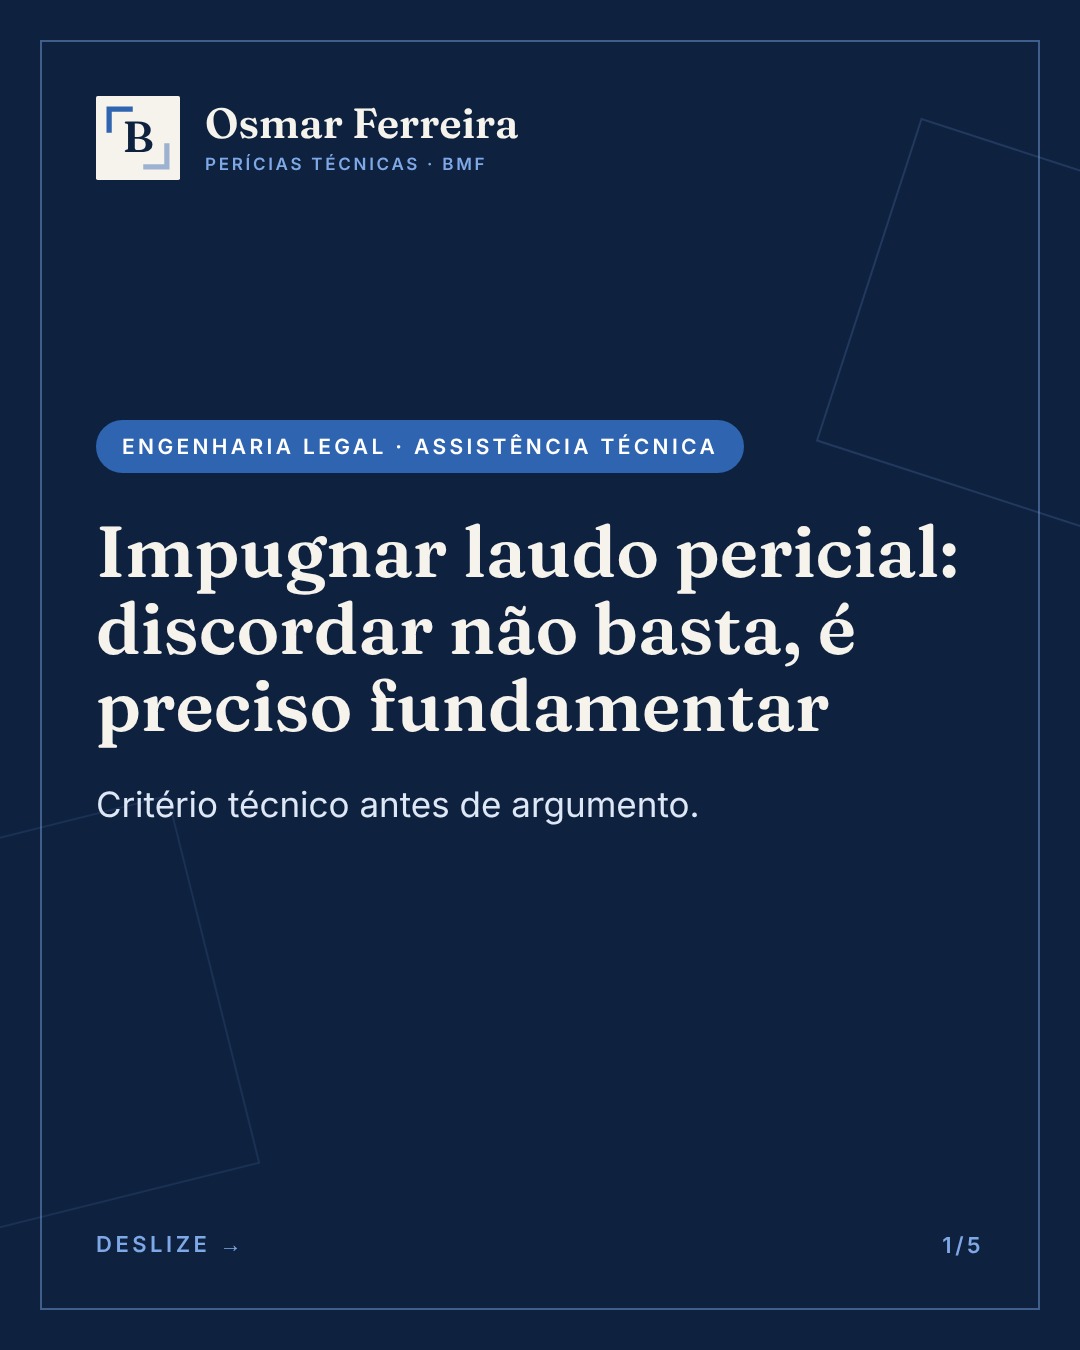 B
Osmar Ferreira
PERÍCIAS TÉCNICAS · BMF
ENGENHARIA LEGAL · ASSISTÊNCIA TÉCNICA
Impugnar laudo pericial:
discordar não basta, é
preciso fundamentar
Critério técnico antes de argumento.
DESLIZE →
1/5